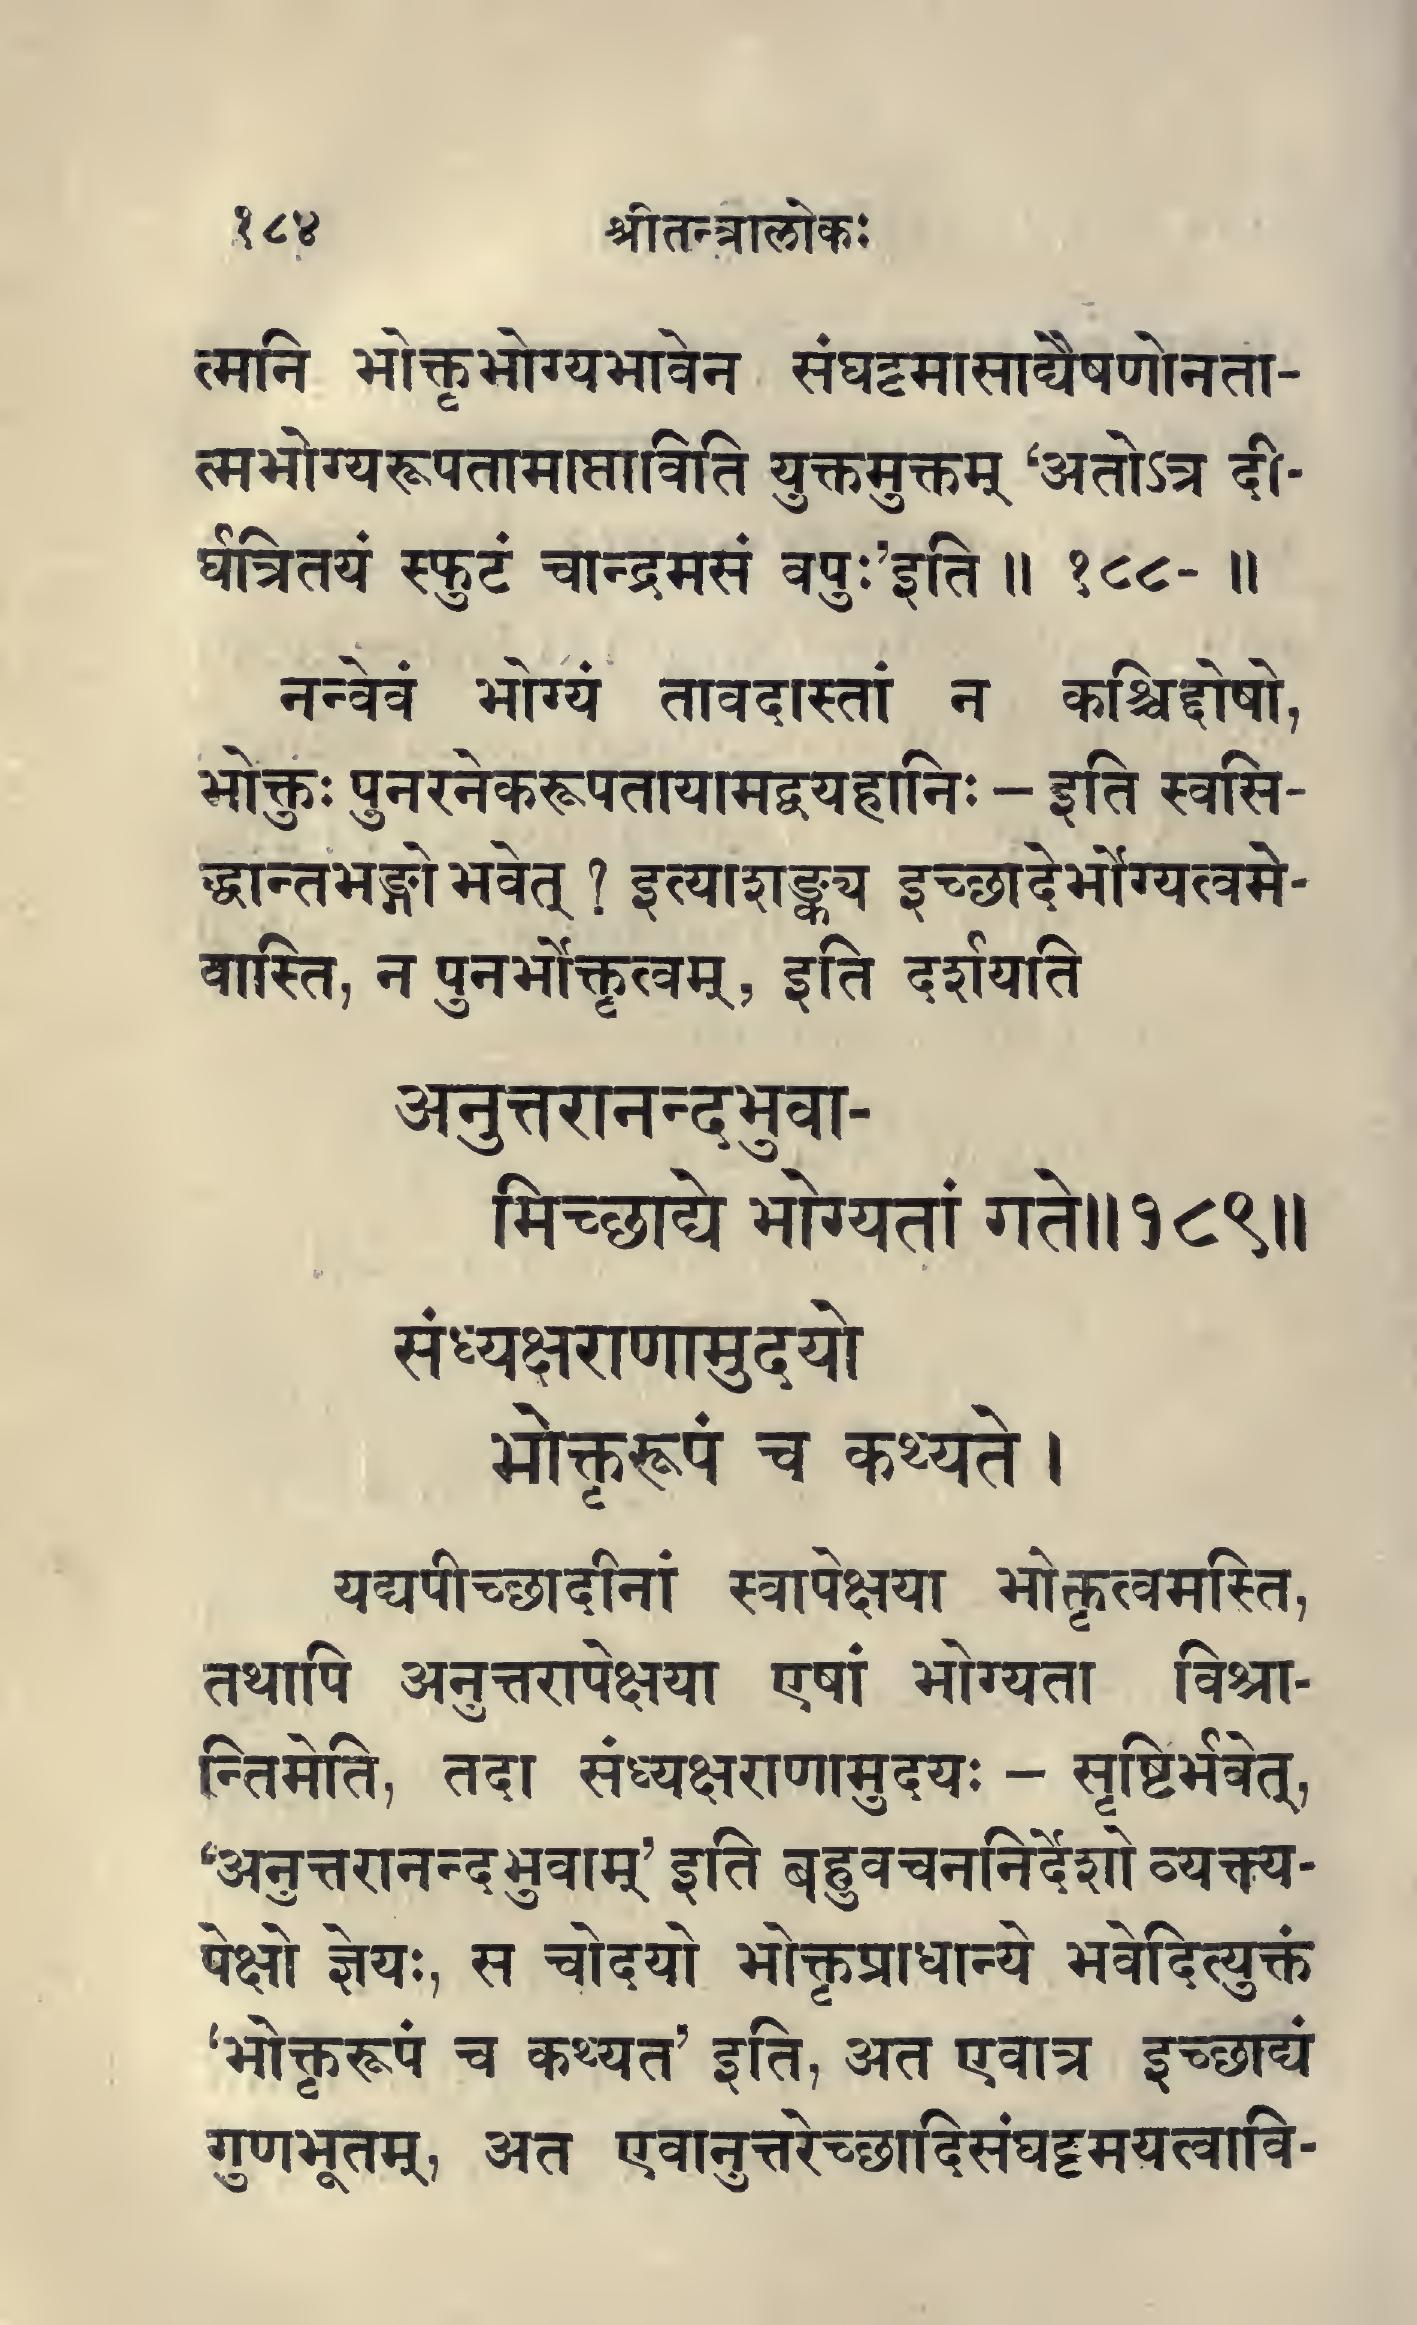 १८४ श्रीतन्त्रालोकः
त्मनि भोक्तृभोग्यभावेन संघट्टमासाद्यैषणोनता-
त्मभोग्यरूपतामाप्ताविति युक्तमुक्तम् ‘अतोऽत्र दी-
र्घत्रितयं स्फुटं चान्द्रमसं वपुः’इति ॥ १८८- ॥
नन्वेवं भोग्यं तावदास्तां न कश्चिद्दोषो,
भोक्तुः पुनरनेकरूपतायामद्वयहानिः – इति स्वसि-
द्धान्तभङ्गो भवेत् ? इत्याशङ्क्य इच्छादेर्भोग्यत्वमे-
वास्ति, न पुनर्भोक्तृत्वम्, इति दर्शयति
अनुत्तरानन्दभुवा-
मिच्छाद्ये भोग्यतां गते॥१८९॥
संध्यक्षराणामुदयो
भोक्तृरूपं च कथ्यते ।
यद्यपीच्छादीनां स्वापेक्षया भोक्तृत्वमस्ति,
तथापि अनुत्तरापेक्षया एषां भोग्यता विश्रा-
न्तिमेति, तदा संध्यक्षराणामुदयः – सृष्टिर्भवेत्,
‘अनुत्तरानन्दभुवाम्’ इति बहुवचननिर्देशो व्यक्त्य-
पेक्षो ज्ञेयः, स चोदयो भोक्तृप्राधान्ये भवेदित्युक्तं
‘भोक्तृरूपं च कथ्यत’ इति, अत एवात्र इच्छाद्यं
गुणभूतम्, अत एवानुत्तरेच्छादिसंघट्टमयत्वावि-